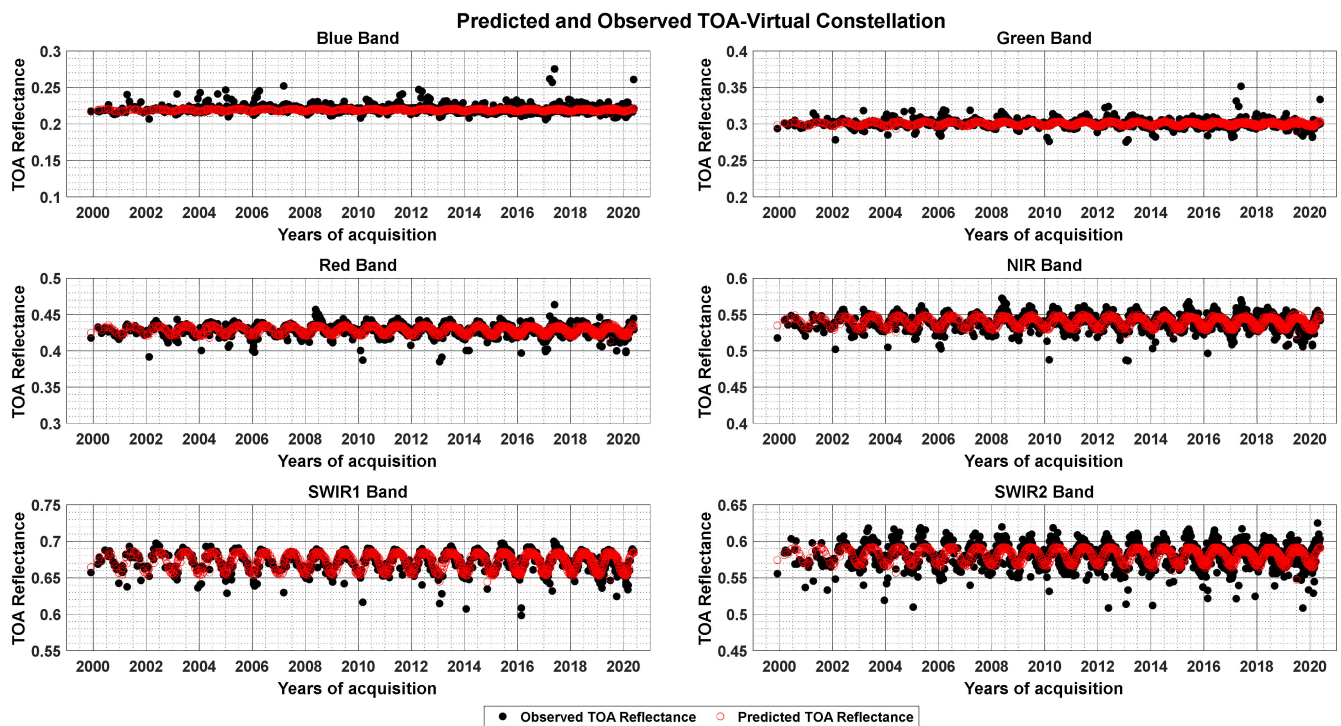 Predicted and Observed TOA-Virtual Constellation
Blue Band
0.3
0.25
0.2
0.15
0.1
TOA Reflectance
2000 2002 2004 2006 2008 2010 2012 2014 2016 2018 2020
Years of acquisition
Green Band
0.4
0.35
0.3
0.25
0.2
TOA Reflectance
2000 2002 2004 2006 2008 2010 2012 2014 2016 2018 2020
Years of acquisition
Red Band
0.5
0.45
0.4
0.35
0.3
TOA Reflectance
2000 2002 2004 2006 2008 2010 2012 2014 2016 2018 2020
Years of acquisition
NIR Band
0.6
0.55
0.5
0.45
0.4
TOA Reflectance
2000 2002 2004 2006 2008 2010 2012 2014 2016 2018 2020
Years of acquisition
SWIR1 Band
0.75
0.7
0.65
0.6
0.55
TOA Reflectance
2000 2002 2004 2006 2008 2010 2012 2014 2016 2018 2020
Years of acquisition
SWIR2 Band
0.65
0.6
0.55
0.5
0.45
TOA Reflectance
2000 2002 2004 2006 2008 2010 2012 2014 2016 2018 2020
Years of acquisition
Observed TOA Reflectance Predicted TOA Reflectance